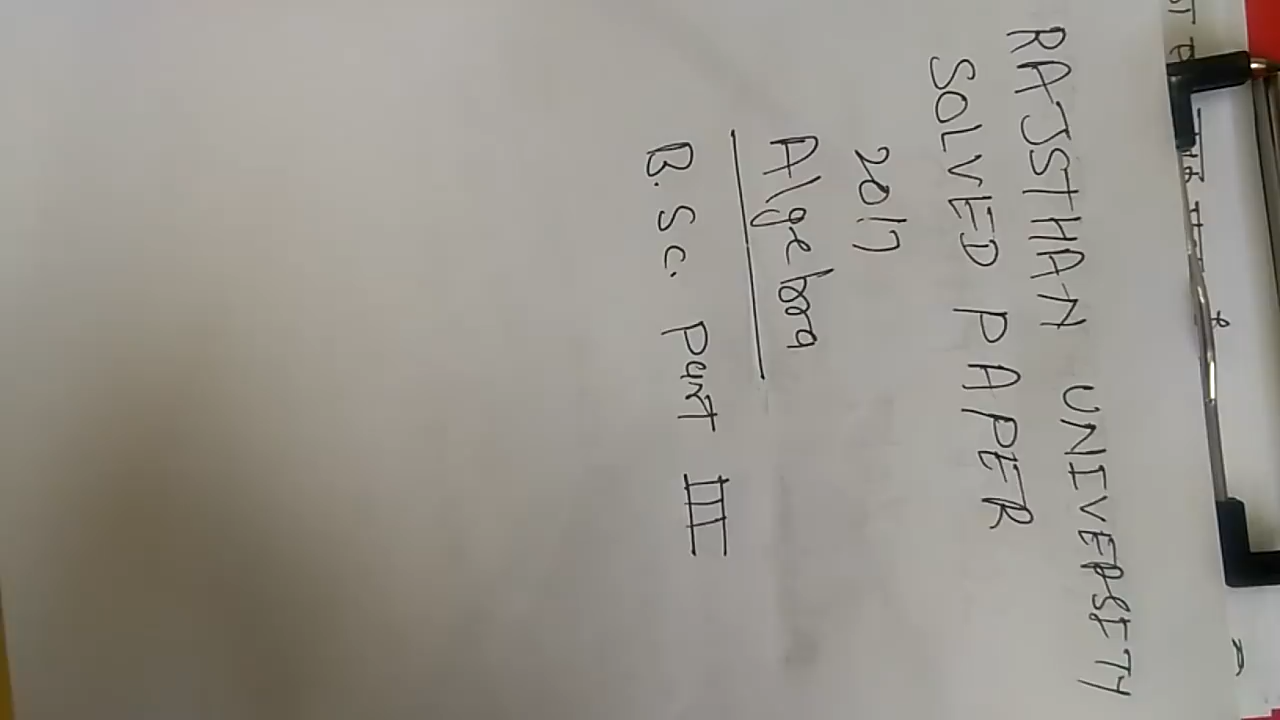 RAJSTHAN UNIVERSITY
SOLVED PAPER
2017
Algebra
B.Sc. Part III